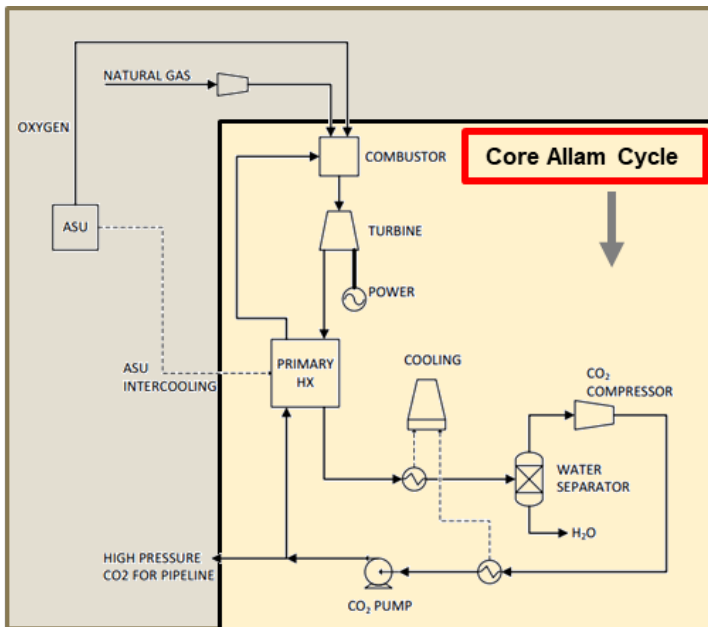 NATURAL GAS
OXYGEN
COMBUSTOR
Core Allam Cycle
ASU
TURBINE
POWER
ASU
INTERCOOLING
PRIMARY
HX
COOLING
CO₂
COMPRESSOR
WATER
SEPARATOR
H₂O
HIGH PRESSURE
CO2 FOR PIPELINE
CO₂ PUMP